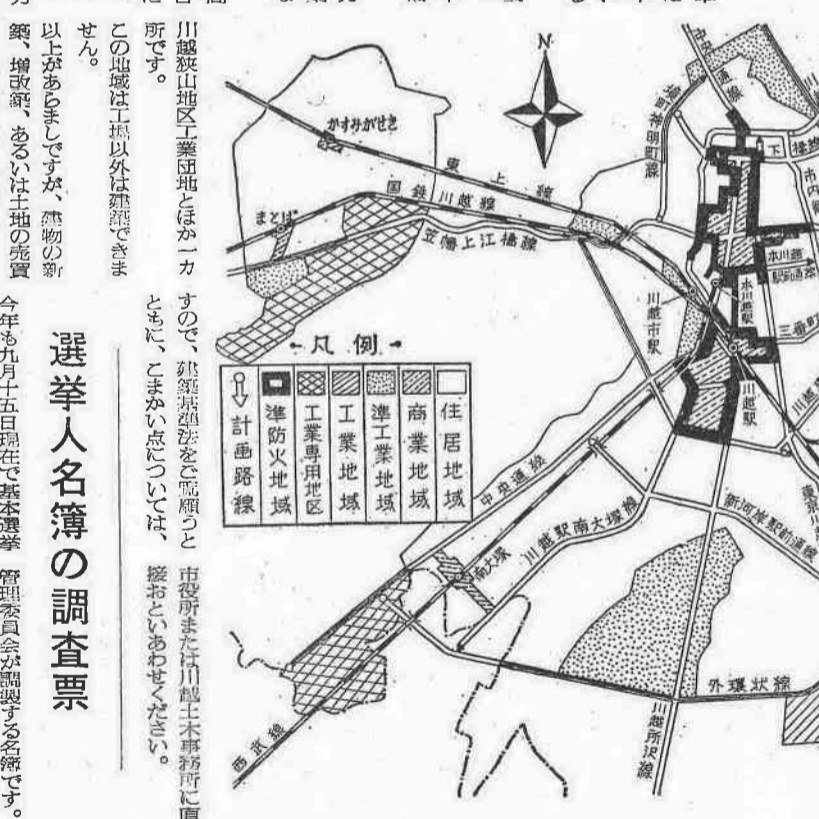 川越狭山地区工業団地とほか一カ
所です。
この地域は工場以外は建築できま
せん。
以上があらましですが、建物の新
築、増改築、あるいは土地の売買
すので、建築基準法をご覧願うと
ともに、こまかい点については、
市役所または川越土木事務所に直
接おといあわせください。
選挙人名簿の調査票
今年も九月十五日現在で基本選挙
管理委員会が調製する名簿です。
N
かすみがせき
東上線
国鉄川越線
まとば
笠幡上江橋線
中央通線
下
市内
本川越
駅前通線
本川越駅
川越市駅
三番町
川越駅
凡例
住居地域
商業地域
準工業地域
工業地域
工業専用地区
準防火地域
計画路線
中央通線
川越駅南大塚線
新河岸駅前通線
南大塚
外環状線
川越所沢線
西武線